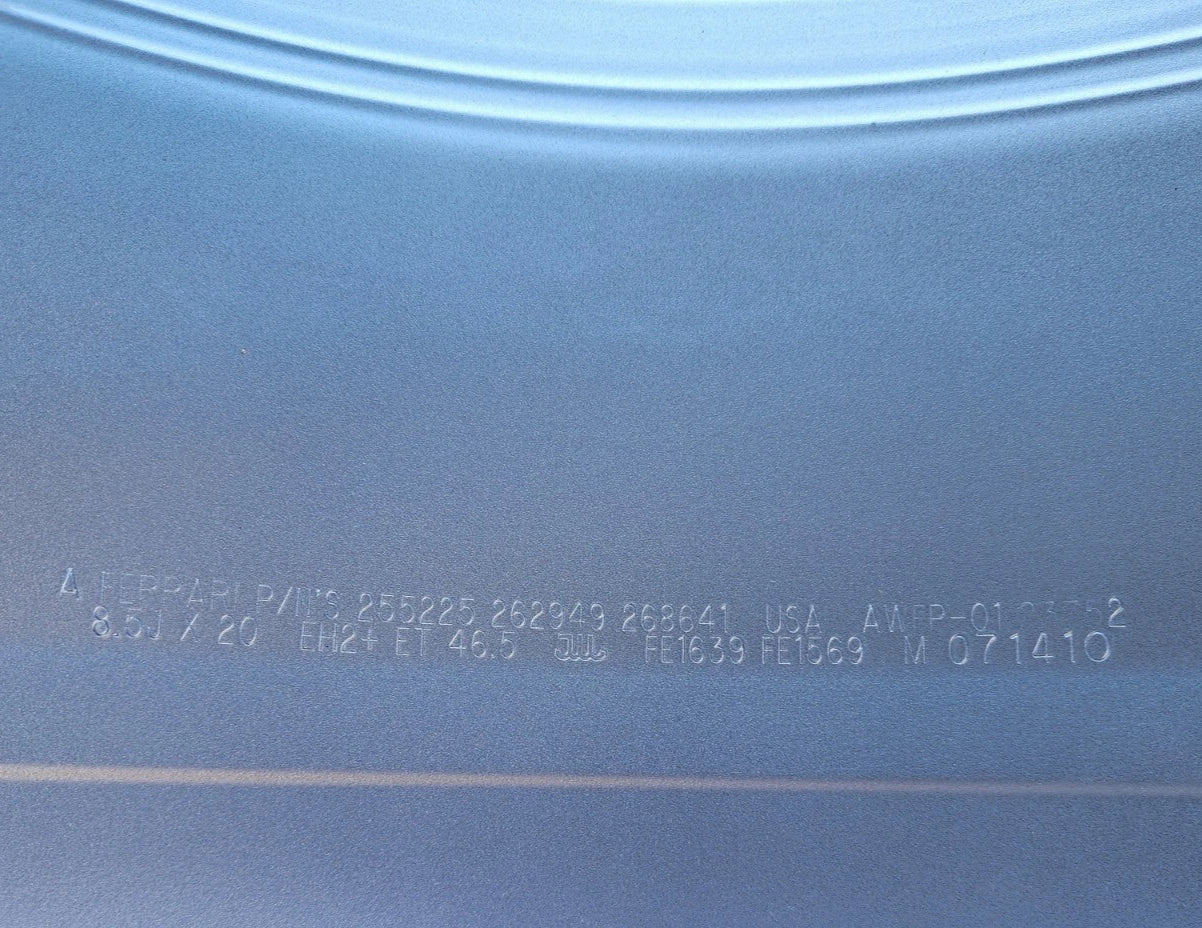 A FERRARI P/N'S 255225 262949 268641 USA
8.5J X 20 EH2+ ET 46.5 JWL FE1639 FE1569 M 071410